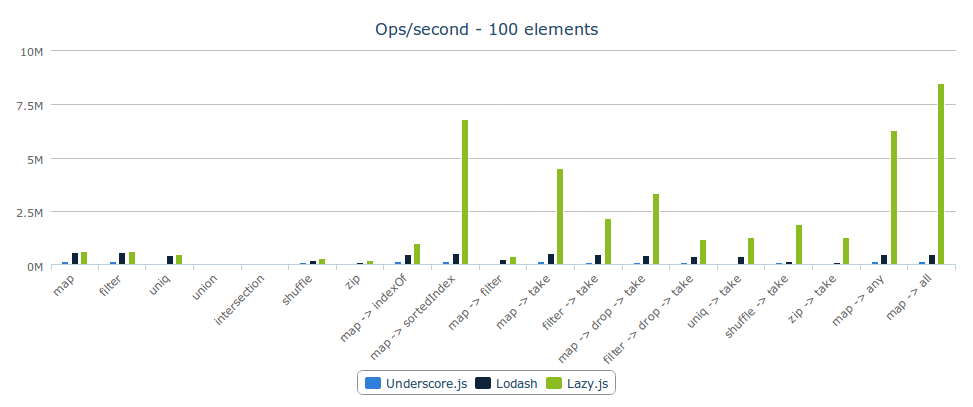 Ops/second - 100 elements
10M
7.5M
5M
2.5M
0M
map
filter
uniq
union
intersection
shuffle
zip
map -> indexOf
map -> sortedIndex
map -> filter
map -> take
filter -> take
map -> drop -> take
filter -> drop -> take
uniq -> take
shuffle -> take
zip -> take
map -> any
map -> all
Underscore.js Lodash Lazy.js